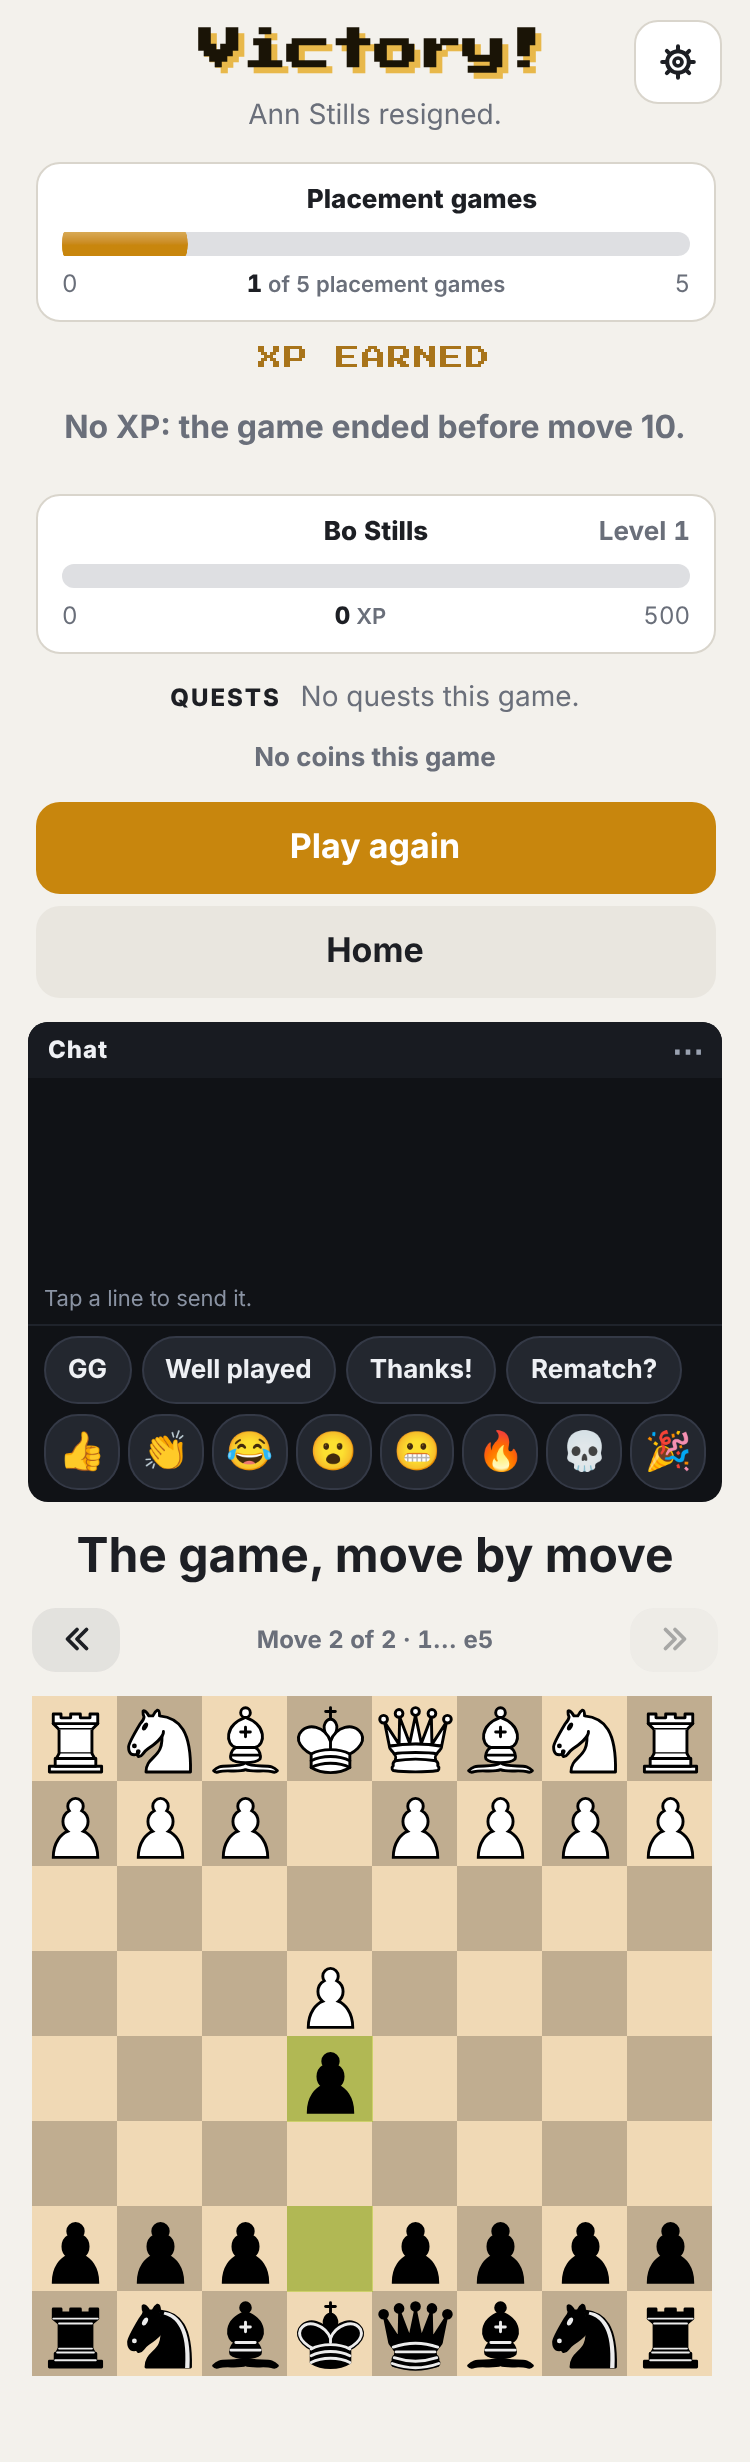 Victory!
Ann Stills resigned.
Placement games
0 1 of 5 placement games 5
XP EARNED
No XP: the game ended before move 10.
Bo Stills Level 1
0 0 XP 500
QUESTS No quests this game.
No coins this game
Play again
Home
Chat
Tap a line to send it.
GG Well played Thanks! Rematch?
The game, move by move
Move 2 of 2 · 1... e5